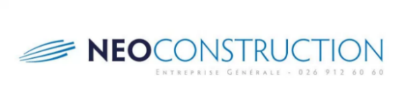 NEOCONSTRUCTION
ENTREPRISE GÉNÉRALE - 026 912 60 60